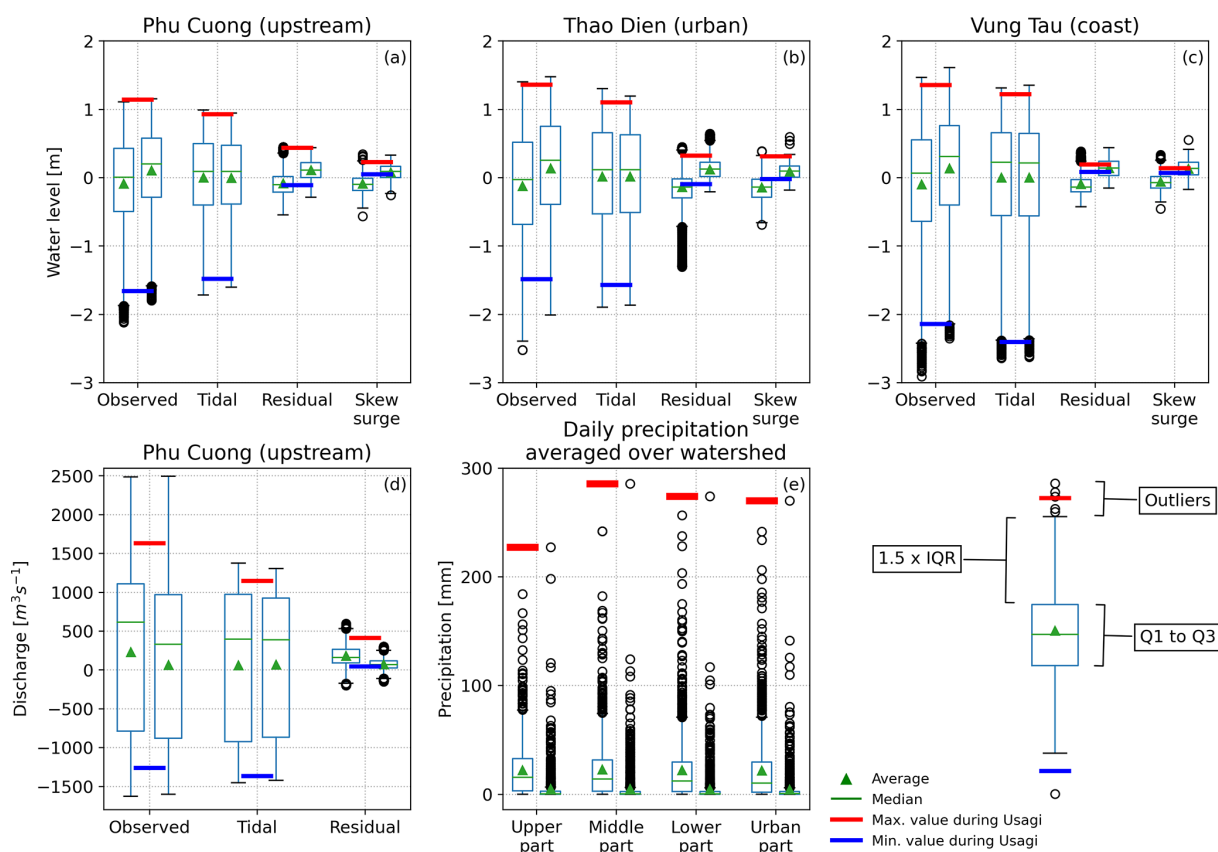 Phu Cuong (upstream)
Thao Dien (urban)
Vung Tau (coast)
(a)
(b)
(c)
Water level [m]
2
1
0
−1
−2
−3
2
1
0
−1
−2
−3
2
1
0
−1
−2
−3
Observed
Tidal
Residual
Skew
surge
Observed
Tidal
Residual
Skew
surge
Observed
Tidal
Residual
Skew
surge
Phu Cuong (upstream)
(d)
Discharge [m³s⁻¹]
2500
2000
1500
1000
500
0
−500
−1000
−1500
Observed
Tidal
Residual
Daily precipitation
averaged over watershed
(e)
Precipitation [mm]
300
200
100
0
Upper
part
Middle
part
Lower
part
Urban
part
Outliers
1.5 x IQR
Q1 to Q3
Average
Median
Max. value during Usagi
Min. value during Usagi